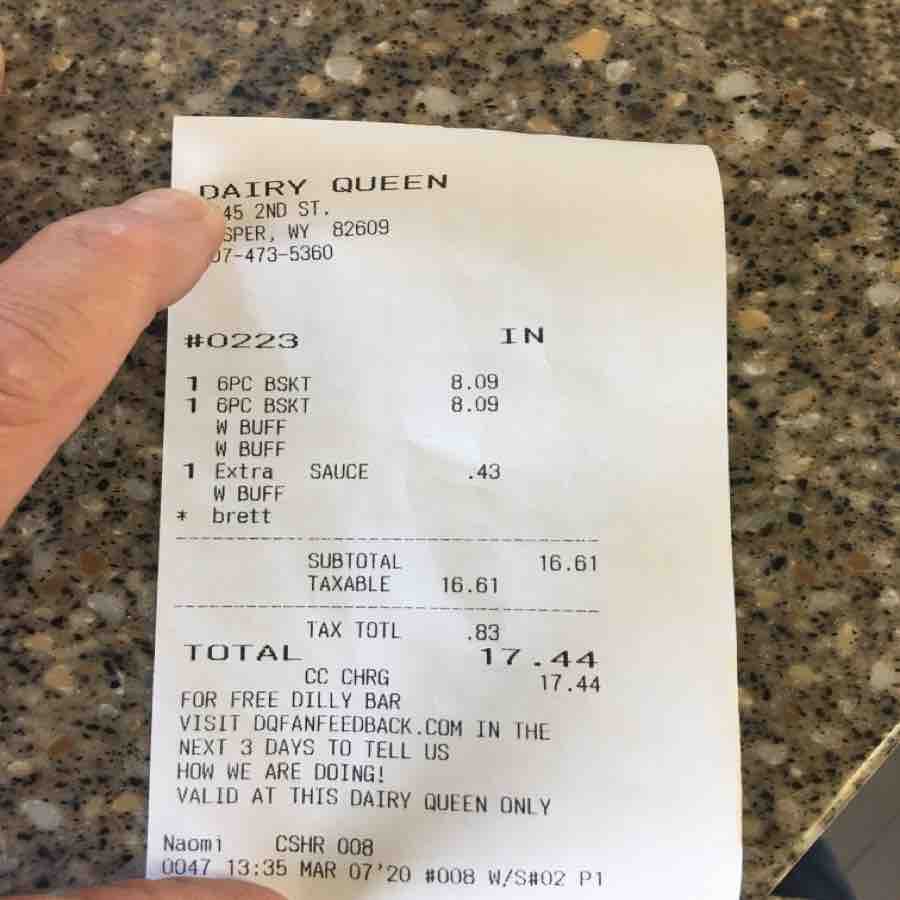 DAIRY QUEEN
45 2ND ST.
SPER, WY 82609
07-473-5360
#0223 IN
1 6PC BSKT 8.09
1 6PC BSKT 8.09
W BUFF
W BUFF
1 Extra SAUCE .43
W BUFF
* brett
SUBTOTAL 16.61
TAXABLE 16.61
TAX TOTL .83
TOTAL 17.44
CC CHRG 17.44
FOR FREE DILLY BAR
VISIT DQFANFEEDBACK.COM IN THE
NEXT 3 DAYS TO TELL US
HOW WE ARE DOING!
VALID AT THIS DAIRY QUEEN ONLY
Naomi CSHR 008
0047 13:35 MAR 07'20 #008 W/S#02 P1